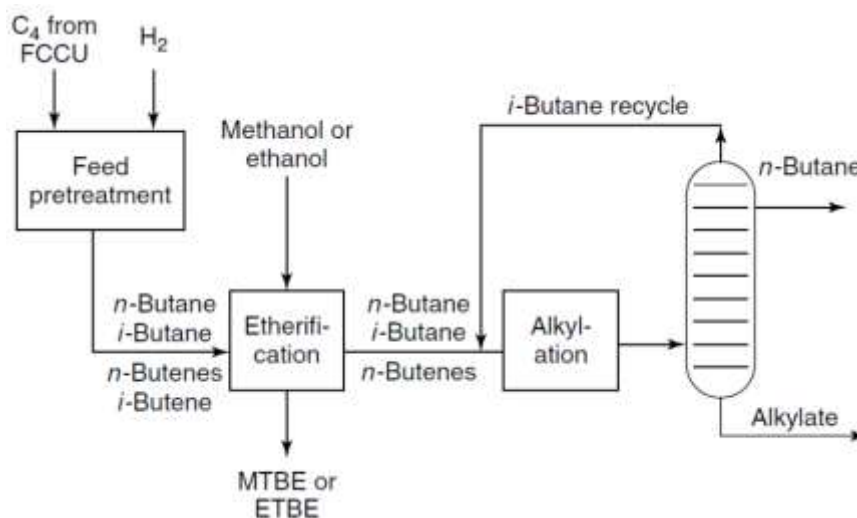 C4 from
FCCU
H2
Feed
pretreatment
Methanol or
ethanol
i-Butane recycle
n-Butane
n-Butane
i-Butane
n-Butenes
i-Butene
Etherifi-
cation
n-Butane
i-Butane
n-Butenes
Alkyl-
ation
Alkylate
MTBE or
ETBE